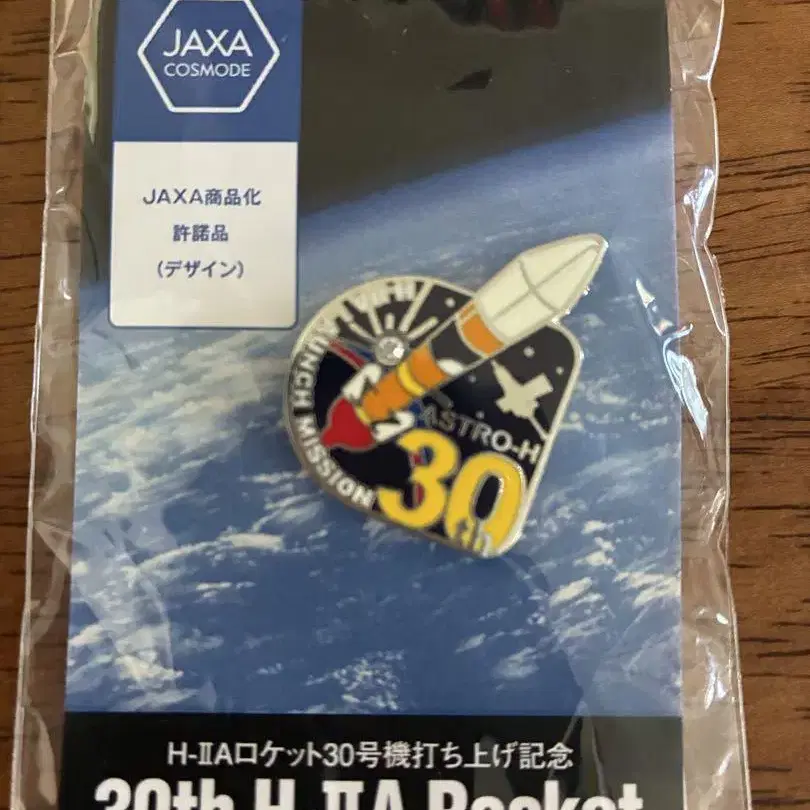 JAXA
COSMODE
JAXA商品化
許諾品
(デザイン)
H-ⅡA LAUNCH MISSION
ASTRO-H
30th
H-ⅡAロケット30号機打ち上げ記念
30th H-ⅡA Rocket